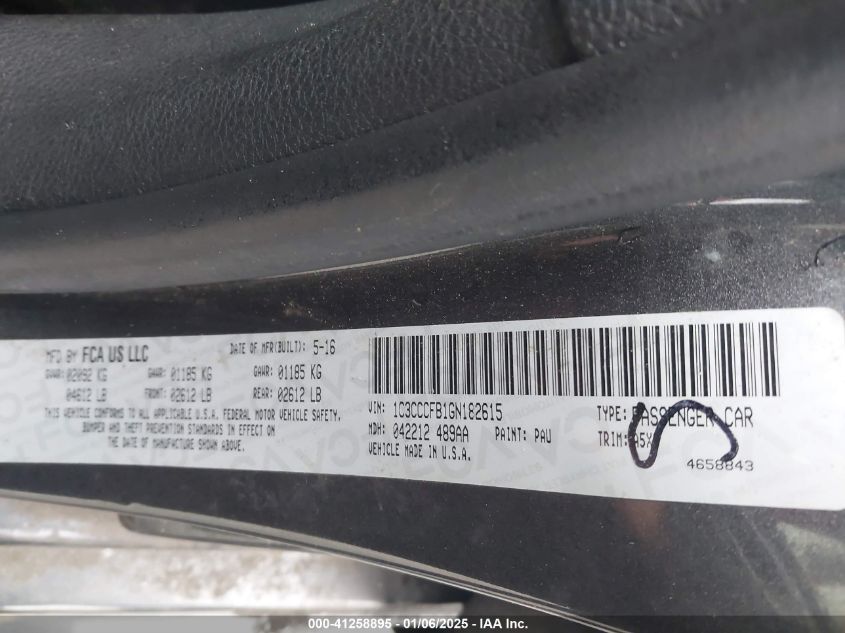 MFD BY FCA US LLC DATE OF MFR(BUILT): 5-16
GVWR: 02092 KG GAWR: 01185 KG GAWR: 01185 KG
04612 LB FRONT: 02612 LB REAR: 02612 LB
THIS VEHICLE CONFORMS TO ALL APPLICABLE U.S.A. FEDERAL MOTOR VEHICLE SAFETY,
BUMPER AND THEFT PREVENTION STANDARDS IN EFFECT ON
THE DATE OF MANUFACTURE SHOWN ABOVE.
VIN: 1C3CCCFB1GN182615 TYPE: PASSENGER CAR
MDH: 042212 489AA PAINT: PAU TRIM:
VEHICLE MADE IN U.S.A. 4658843
000-41258895 - 01/06/2025 - IAA Inc.